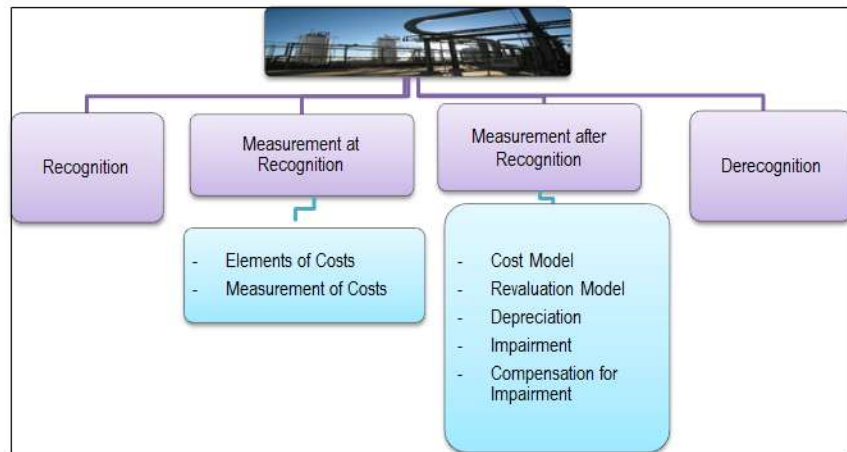 Recognition
Measurement at
Recognition
Measurement after
Recognition
Derecognition
- Elements of Costs
- Measurement of Costs
- Cost Model
- Revaluation Model
- Depreciation
- Impairment
- Compensation for
Impairment